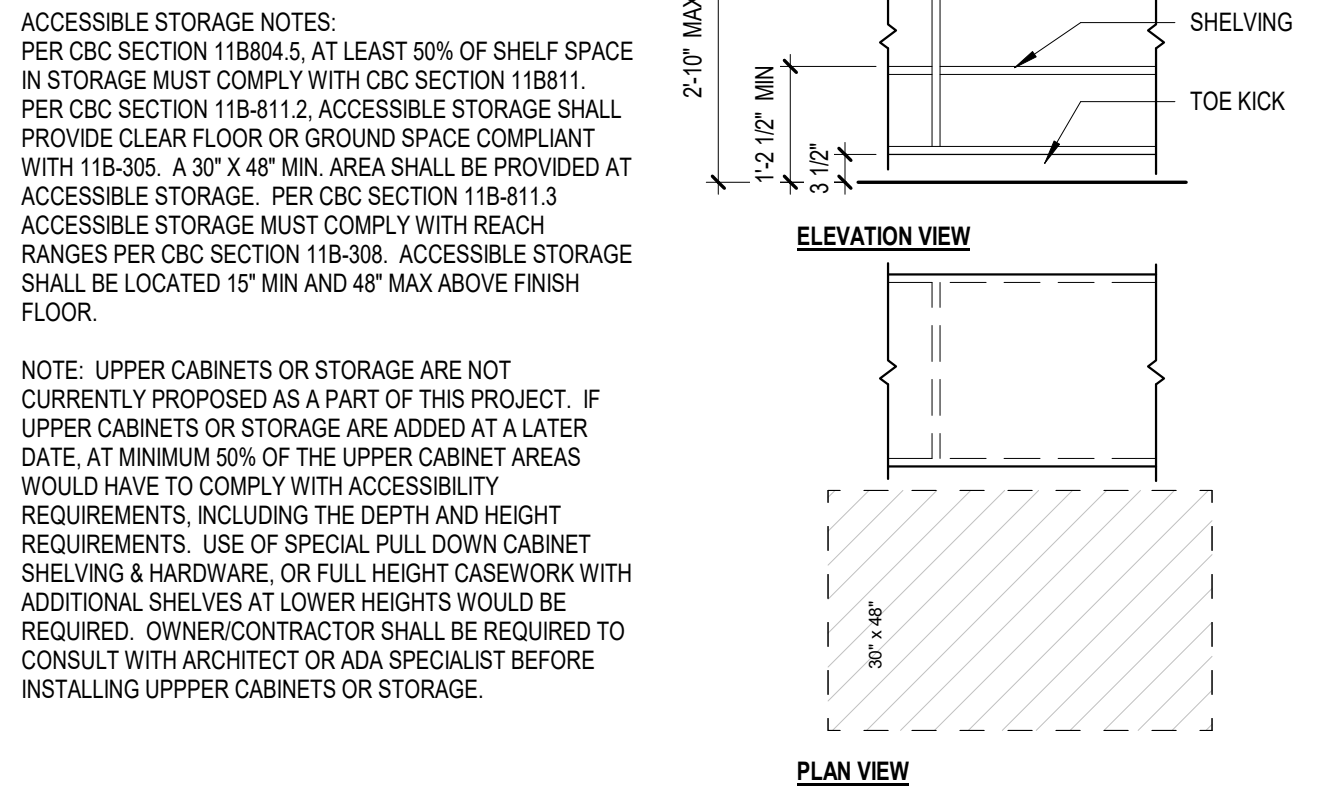 ACCESSIBLE STORAGE NOTES:
PER CBC SECTION 11B804.5, AT LEAST 50% OF SHELF SPACE
IN STORAGE MUST COMPLY WITH CBC SECTION 11B811.
PER CBC SECTION 11B-811.2, ACCESSIBLE STORAGE SHALL
PROVIDE CLEAR FLOOR OR GROUND SPACE COMPLIANT
WITH 11B-305.  A 30" X 48" MIN. AREA SHALL BE PROVIDED AT
ACCESSIBLE STORAGE.  PER CBC SECTION 11B-811.3
ACCESSIBLE STORAGE MUST COMPLY WITH REACH
RANGES PER CBC SECTION 11B-308.  ACCESSIBLE STORAGE
SHALL BE LOCATED 15" MIN AND 48" MAX ABOVE FINISH
FLOOR.
NOTE:  UPPER CABINETS OR STORAGE ARE NOT
CURRENTLY PROPOSED AS A PART OF THIS PROJECT.  IF
UPPER CABINETS OR STORAGE ARE ADDED AT A LATER
DATE, AT MINIMUM 50% OF THE UPPER CABINET AREAS
WOULD HAVE TO COMPLY WITH ACCESSIBILITY
REQUIREMENTS, INCLUDING THE DEPTH AND HEIGHT
REQUIREMENTS.  USE OF SPECIAL PULL DOWN CABINET
SHELVING & HARDWARE, OR FULL HEIGHT CASEWORK WITH
ADDITIONAL SHELVES AT LOWER HEIGHTS WOULD BE
REQUIRED.  OWNER/CONTRACTOR SHALL BE REQUIRED TO
CONSULT WITH ARCHITECT OR ADA SPECIALIST BEFORE
INSTALLING UPPPER CABINETS OR STORAGE.
2'-10" MAX
1'-2 1/2" MIN
3 1/2"
SHELVING
TOE KICK
ELEVATION VIEW
30" x 48"
PLAN VIEW